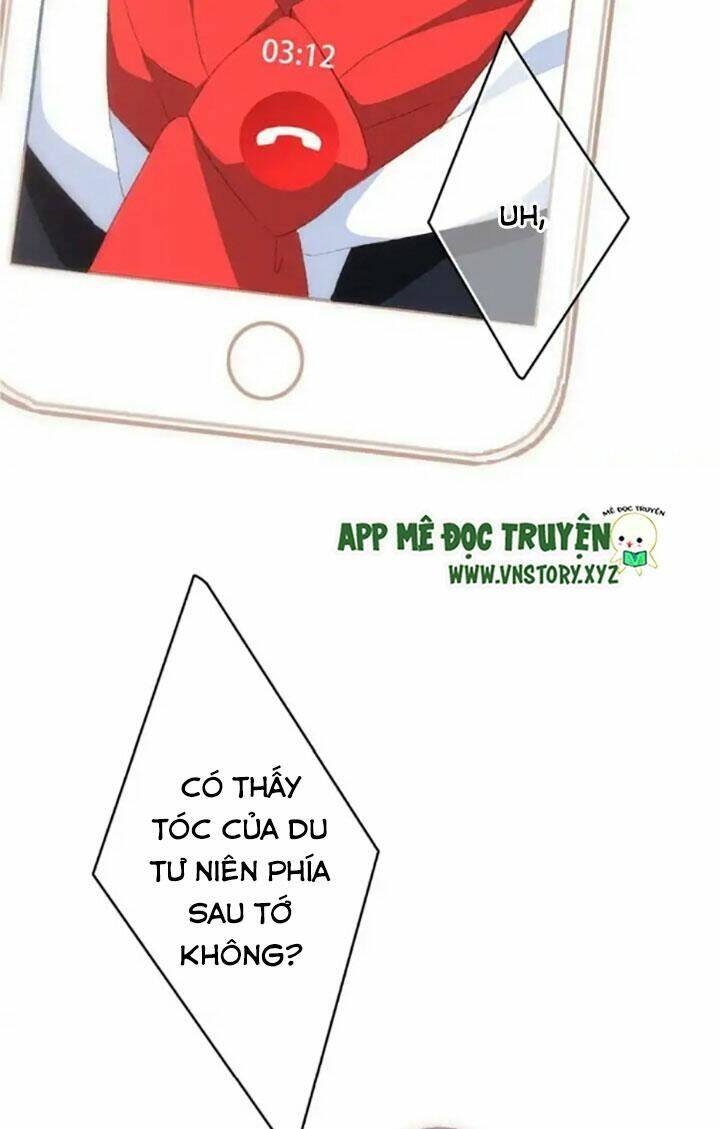 03:12
UH,
MÊ ĐỌC TRUYỆN
APP MÊ ĐỌC TRUYỆN
WWW.VNSTORY.XYZ
CÓ THẤY
TÓC CỦA DU
TƯ NIÊN PHÍA
SAU TỚ
KHÔNG?